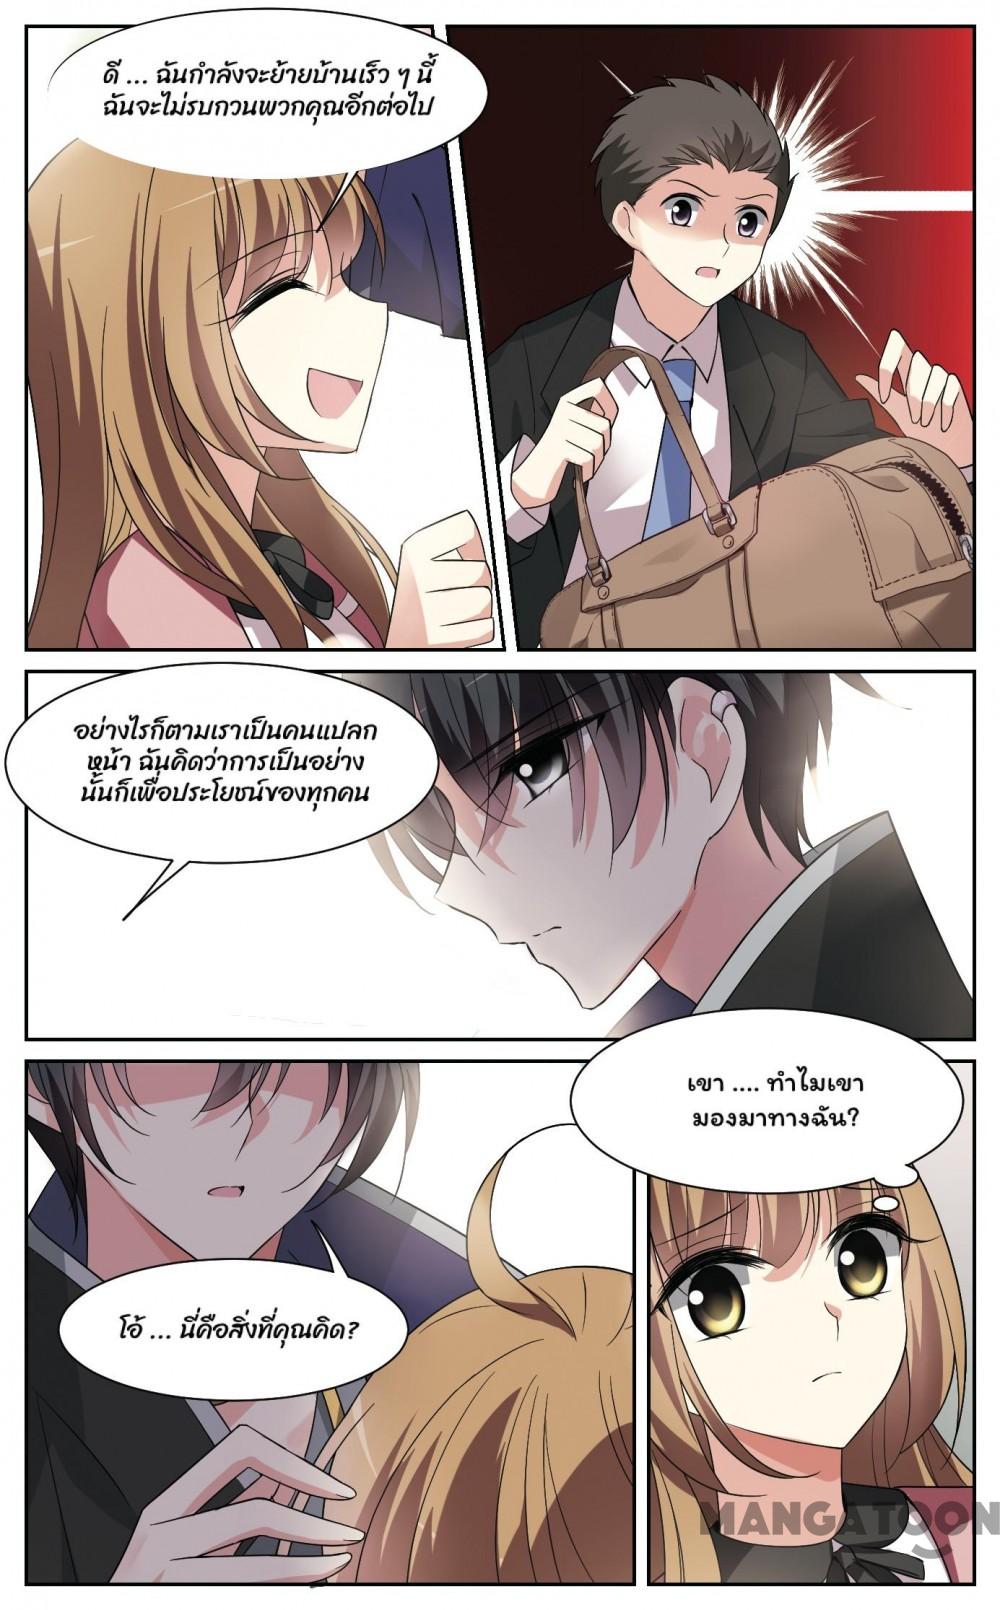 ดี ... ฉันกำลังจะย้ายบ้านเร็ว ๆ นี้
ฉันจะไม่รบกวนพวกคุณอีกต่อไป
อย่างไรก็ตามเราเป็นคนแปลก
หน้า ฉันคิดว่าการเป็นอย่าง
นั้นก็เพื่อประโยชน์ของทุกคน
เขา .... ทำไมเขา
มองมาทางฉัน?
โอ้ ... นี่คือสิ่งที่คุณคิด?
MANGATOON